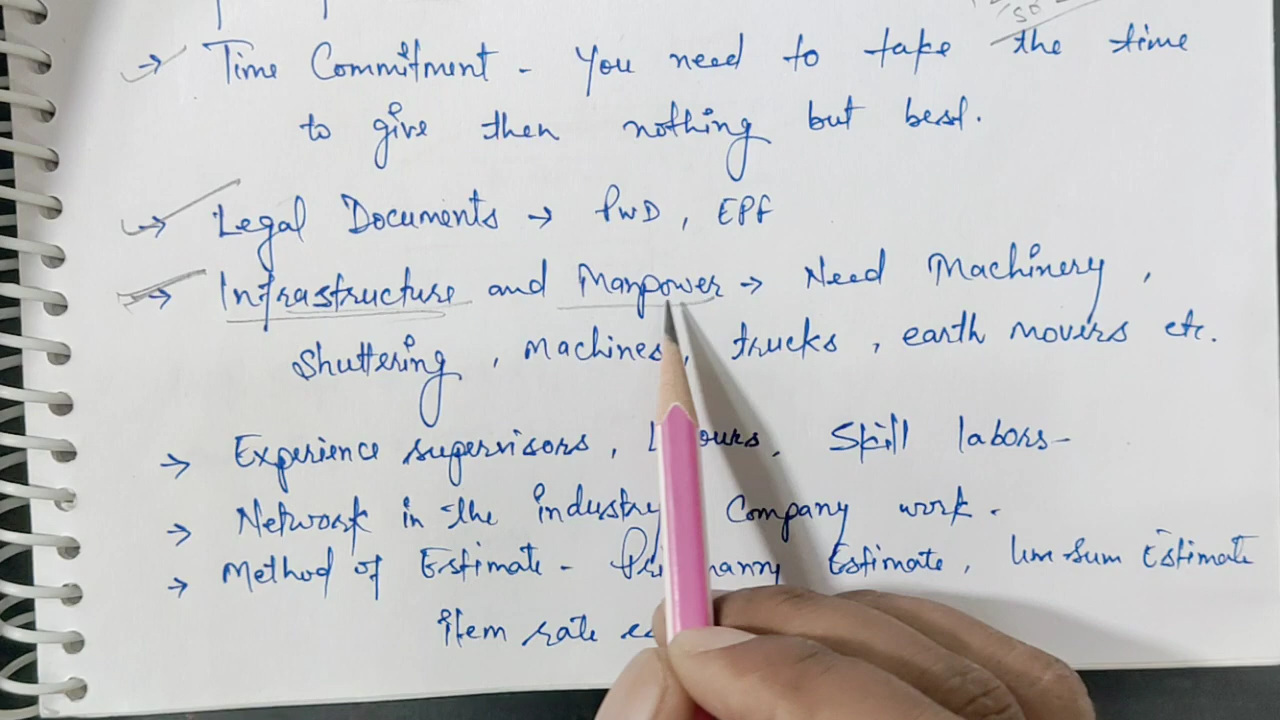 → Time Commitment - You need to take the time
to give then nothing but best.
→ Legal Documents → PWD, EPF
→ Infrastructure and Manpower → Need Machinery,
Shuttering, machines, trucks, earth movers etc.
→ Experience supervisors, Skill labors-
→ Network in the industry Company work.
→ Method of Estimate - Estimate, lum-sum Estimate
item rate